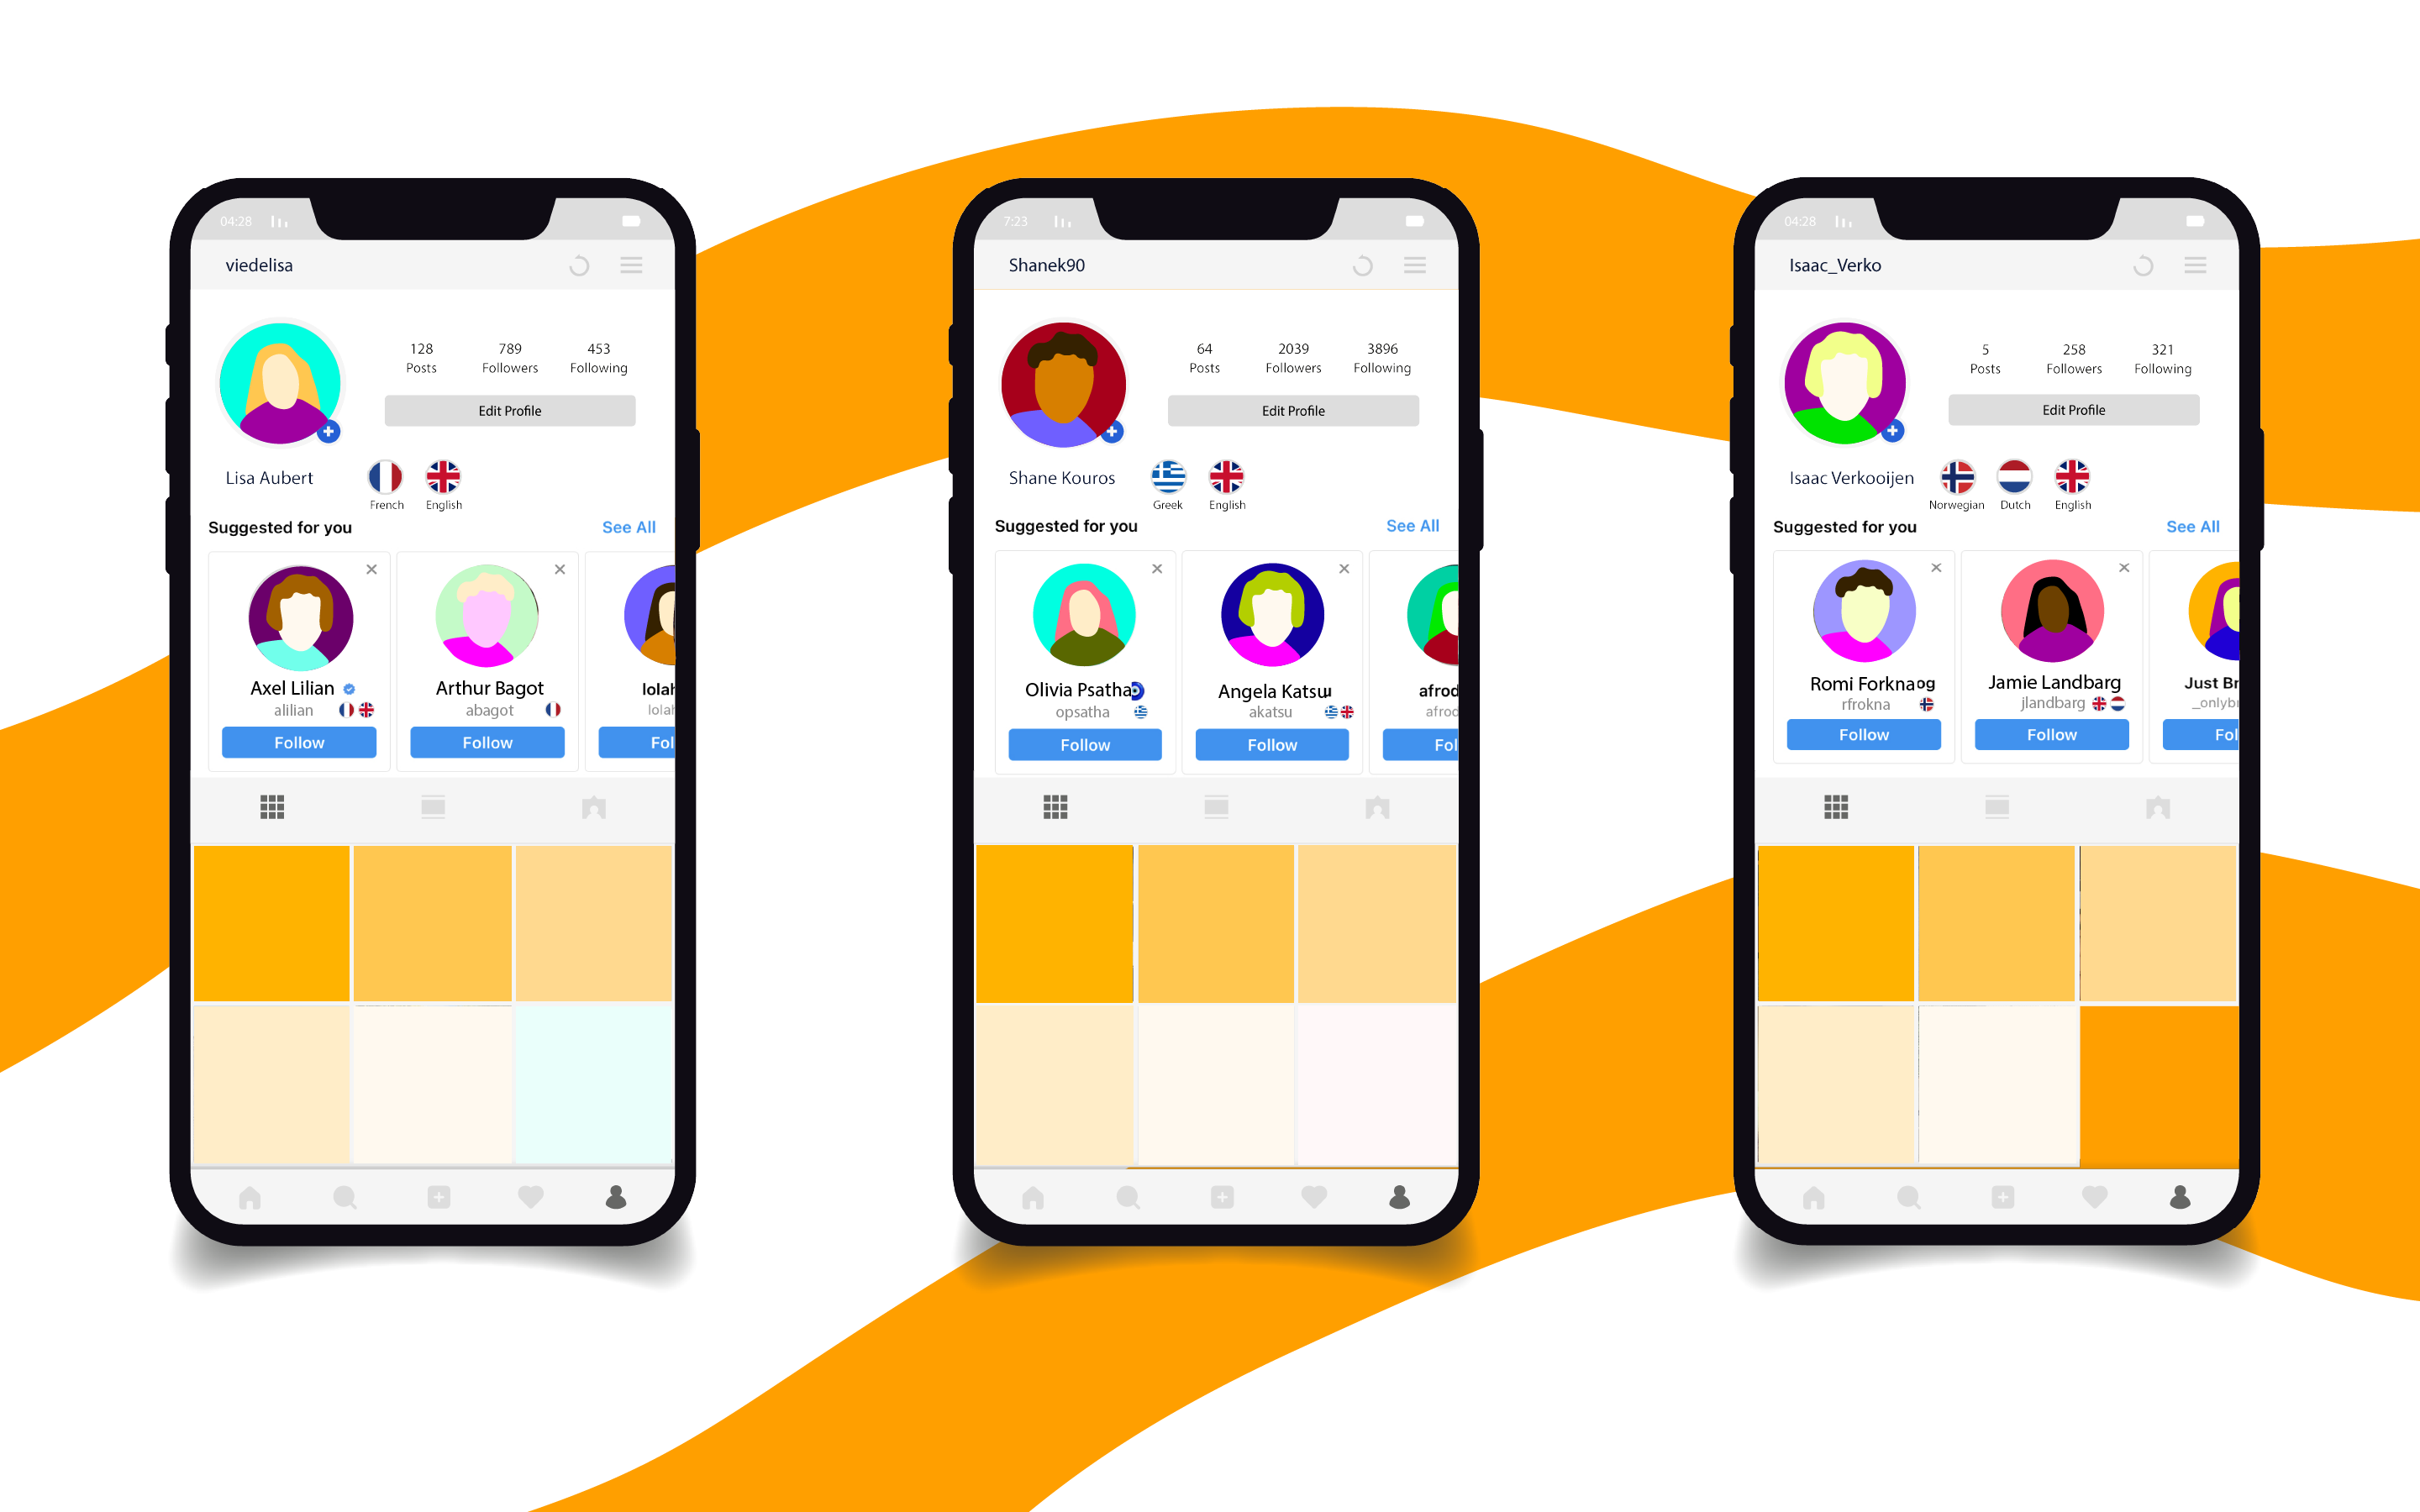 04:28
viedelisa
128 789 453
Posts Followers Following
Edit Profile
Lisa Aubert
French English
Suggested for you See All
Axel Lilian Arthur Bagot lolah
alilian abagot lolah
Follow Follow Fol
7:23
Shanek90
64 2039 3896
Posts Followers Following
Edit Profile
Shane Kouros
Greek English
Suggested for you See All
Olivia Psatha Angela Katsu afrod
opsatha akatsu afrod
Follow Follow Fol
04:28
Isaac_Verko
5 258 321
Posts Followers Following
Edit Profile
Isaac Verkooijen
Norwegian Dutch English
Suggested for you See All
Romi Forknaog Jamie Landbarg Just Br
rfrokna jlandbarg _onlybr
Follow Follow Fol